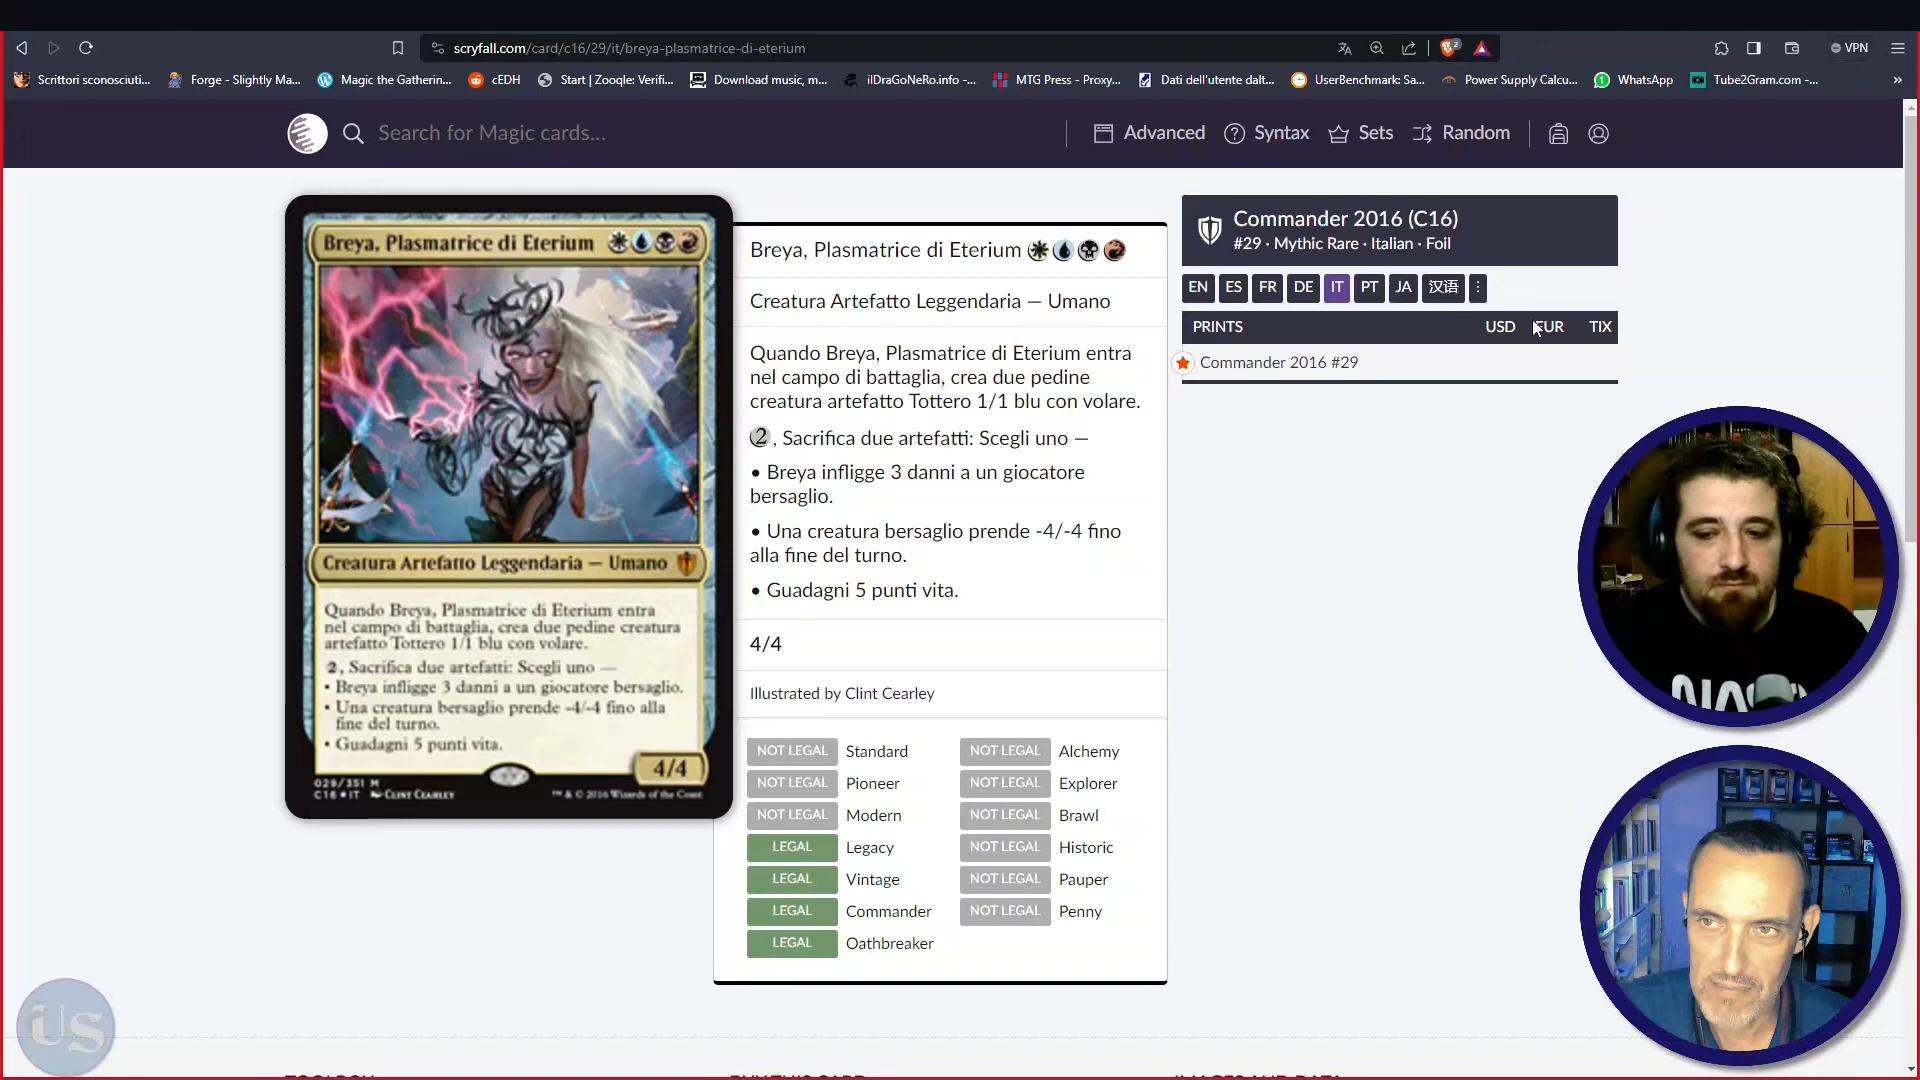 scryfall.com/card/c16/29/it/breya-plasmatrice-di-eterium
2
VPN
Scrittori sconosciuti...
Forge - Slightly Ma...
Magic the Gatherin...
cEDH
Start | Zooqle: Verifi...
Download music, m...
ilDraGoNeRo.info -...
MTG Press - Proxy...
Dati dell'utente dalt...
UserBenchmark: Sa...
Power Supply Calcu...
WhatsApp
Tube2Gram.com -...
»
Search for Magic cards...
Advanced
Syntax
Sets
Random
Breya, Plasmatrice di Eterium
Creatura Artefatto Leggendaria — Umano
Quando Breya, Plasmatrice di Eterium entra
nel campo di battaglia, crea due pedine creatura
artefatto Tottero 1/1 blu con volare.
2, Sacrifica due artefatti: Scegli uno —
• Breya infligge 3 danni a un giocatore bersaglio.
• Una creatura bersaglio prende -4/-4 fino alla
fine del turno.
• Guadagni 5 punti vita.
4/4
029/351 M
C16 ★ IT CLINT CEARLEY
™ & © 2016 Wizards of the Coast
Breya, Plasmatrice di Eterium
Creatura Artefatto Leggendaria — Umano
Quando Breya, Plasmatrice di Eterium entra
nel campo di battaglia, crea due pedine
creatura artefatto Tottero 1/1 blu con volare.
2, Sacrifica due artefatti: Scegli uno —
• Breya infligge 3 danni a un giocatore
bersaglio.
• Una creatura bersaglio prende -4/-4 fino
alla fine del turno.
• Guadagni 5 punti vita.
4/4
Illustrated by Clint Cearley
NOT LEGAL Standard
NOT LEGAL Alchemy
NOT LEGAL Pioneer
NOT LEGAL Explorer
NOT LEGAL Modern
NOT LEGAL Brawl
LEGAL Legacy
NOT LEGAL Historic
LEGAL Vintage
NOT LEGAL Pauper
LEGAL Commander
NOT LEGAL Penny
LEGAL Oathbreaker
Commander 2016 (C16)
#29 · Mythic Rare · Italian · Foil
EN ES FR DE IT PT JA 汉语
PRINTS USD EUR TIX
Commander 2016 #29
US